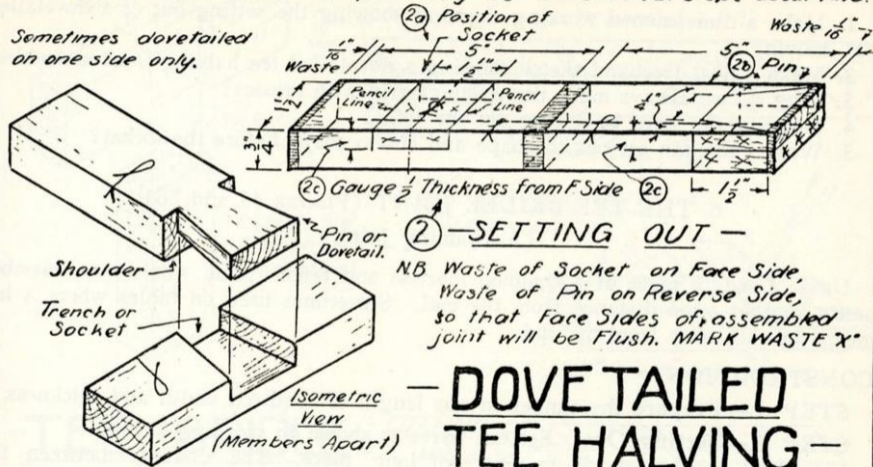 Sometimes dovetailed
on one side only.
2a Position of
Socket
Waste 1/16"
Waste 1/16"
5"
1 1/2"
5"
2b Pin
1 1/2"
Pencil
Line
Pencil
Line
3/4"
2c Gauge 1/2 Thickness from F Side 2c
1 1/2"
2 — SETTING OUT —
N.B. Waste of Socket on Face Side,
Waste of Pin on Reverse Side,
so that Face Sides of assembled
joint will be Flush. MARK WASTE "X"
Pin or
Dovetail.
Shoulder
Trench or
Socket
Isometric
View
(Members Apart)
— DOVETAILED
TEE HALVING